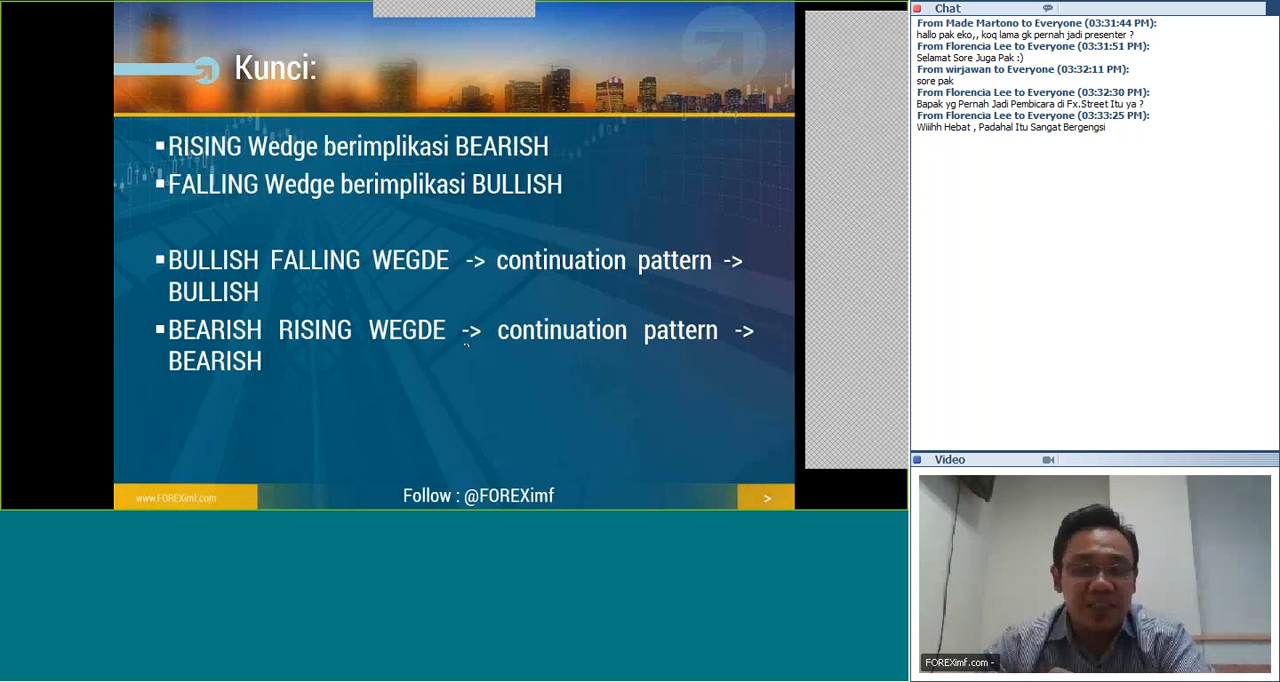 Kunci:
RISING Wedge berimplikasi BEARISH
FALLING Wedge berimplikasi BULLISH
BULLISH FALLING WEGDE -> continuation pattern ->
BULLISH
BEARISH RISING WEGDE -> continuation pattern ->
BEARISH
www.FOREXimf.com
Follow : @FOREXimf
>
Chat
From Made Martono to Everyone (03:31:44 PM):
hallo pak eko,, koq lama gk pernah jadi presenter ?
From Florencia Lee to Everyone (03:31:51 PM):
Selamat Sore Juga Pak :)
From wirjawan to Everyone (03:32:11 PM):
sore pak
From Florencia Lee to Everyone (03:32:30 PM):
Bapak yg Pernah Jadi Pembicara di Fx.Street Itu ya ?
From Florencia Lee to Everyone (03:33:25 PM):
Wiiihh Hebat , Padahal Itu Sangat Bergengsi
Video
FOREXimf.com -